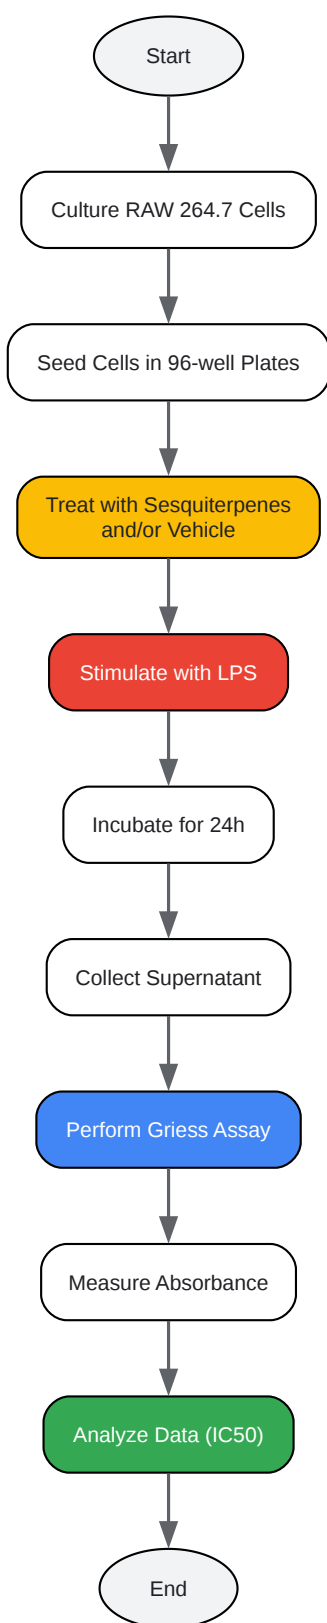 Start
Culture RAW 264.7 Cells
Seed Cells in 96-well Plates
Treat with Sesquiterpenes
and/or Vehicle
Stimulate with LPS
Incubate for 24h
Collect Supernatant
Perform Griess Assay
Measure Absorbance
Analyze Data (IC50)
End